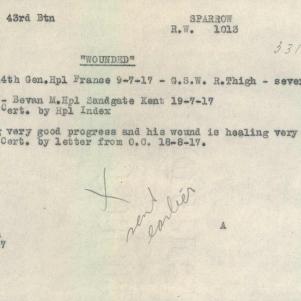 43rd Btn SPARROW
R.W. 1013
"WOUNDED"
4th Gen.Hpl France 9-7-17 - G.S.W. R.Thigh - seve
- Bevan M.Hpl Sandgate Kent 19-7-17
Cert. by Hpl Index
very good progress and his wound is healing very
Cert. by letter from O.C. 18-8-17.
X
sent
earlier
A
7